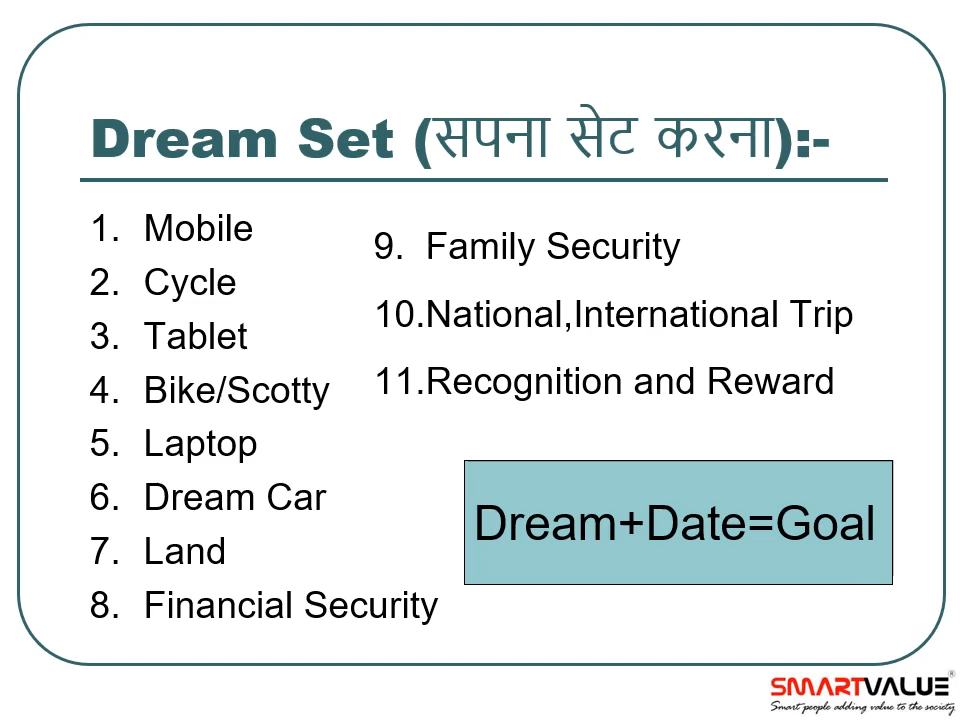 Dream Set (सपना सेट करना):-
1. Mobile
2. Cycle
3. Tablet
4. Bike/Scotty
5. Laptop
6. Dream Car
7. Land
8. Financial Security
9. Family Security
10.National,International Trip
11.Recognition and Reward
Dream+Date=Goal
SMARTVALUE®
Smart people adding value to the society